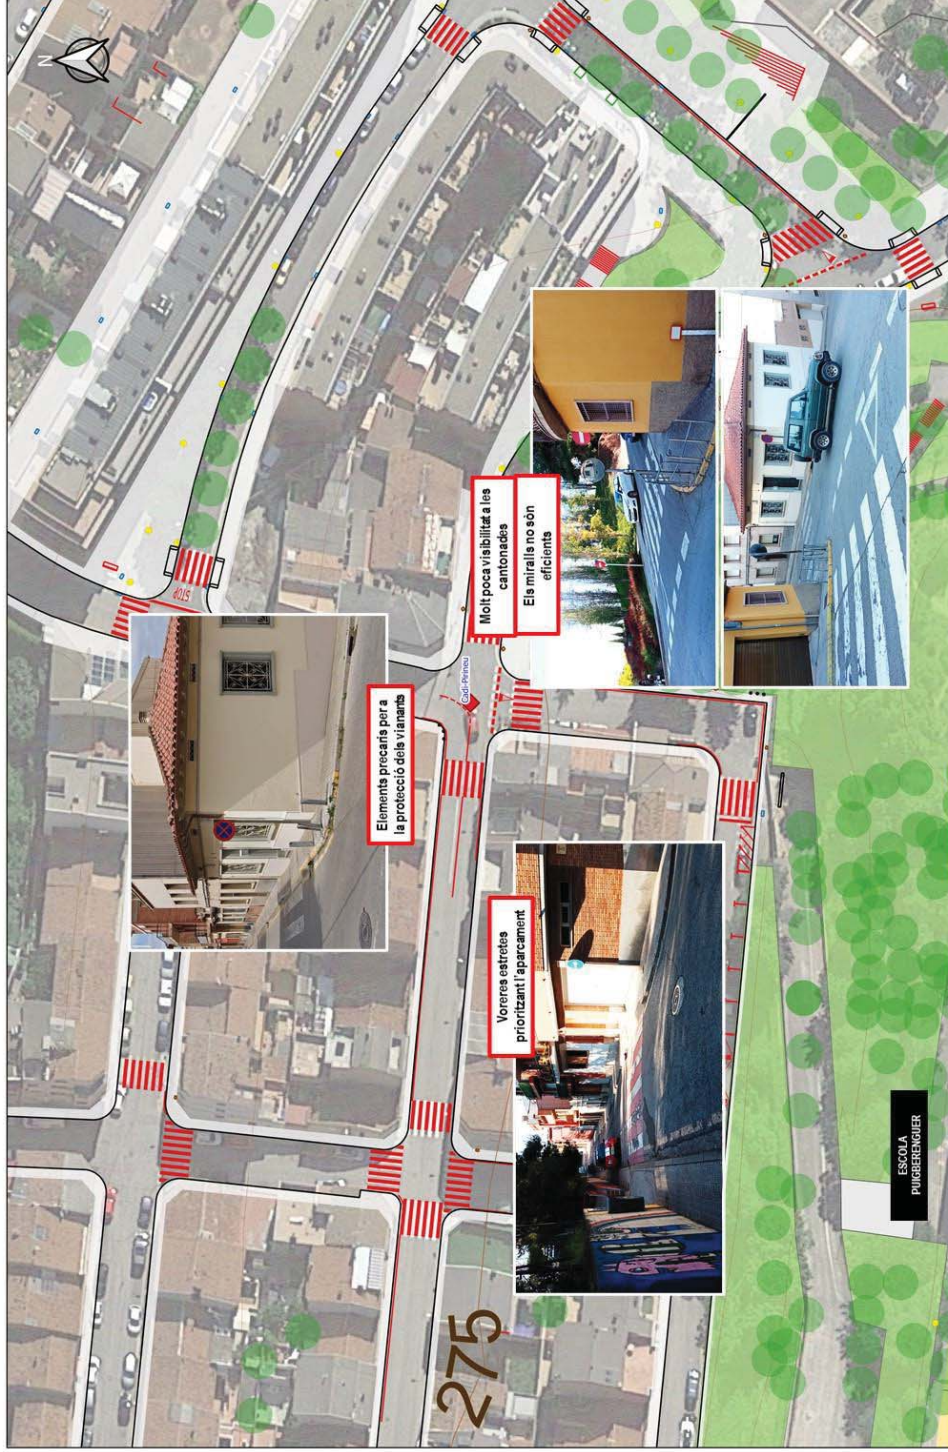 N
STOP
Elements precaris per a
la protecció dels vianants
Molt poca visibilitat a les
cantonades
Els miralls no són
eficients
Cadí-Pirineu
Voreres estretes
prioritzant l'aparcament
275
ESCOLA
PUIGBERENGUER